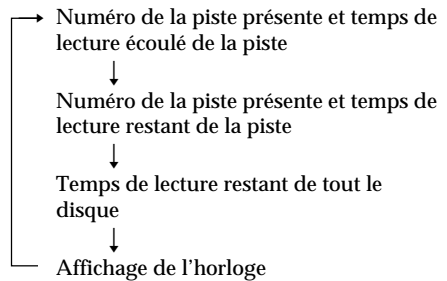 Numéro de la piste présente et temps de
lecture écoulé de la piste
Numéro de la piste présente et temps de
lecture restant de la piste
Temps de lecture restant de tout le
disque
Affichage de l’horloge